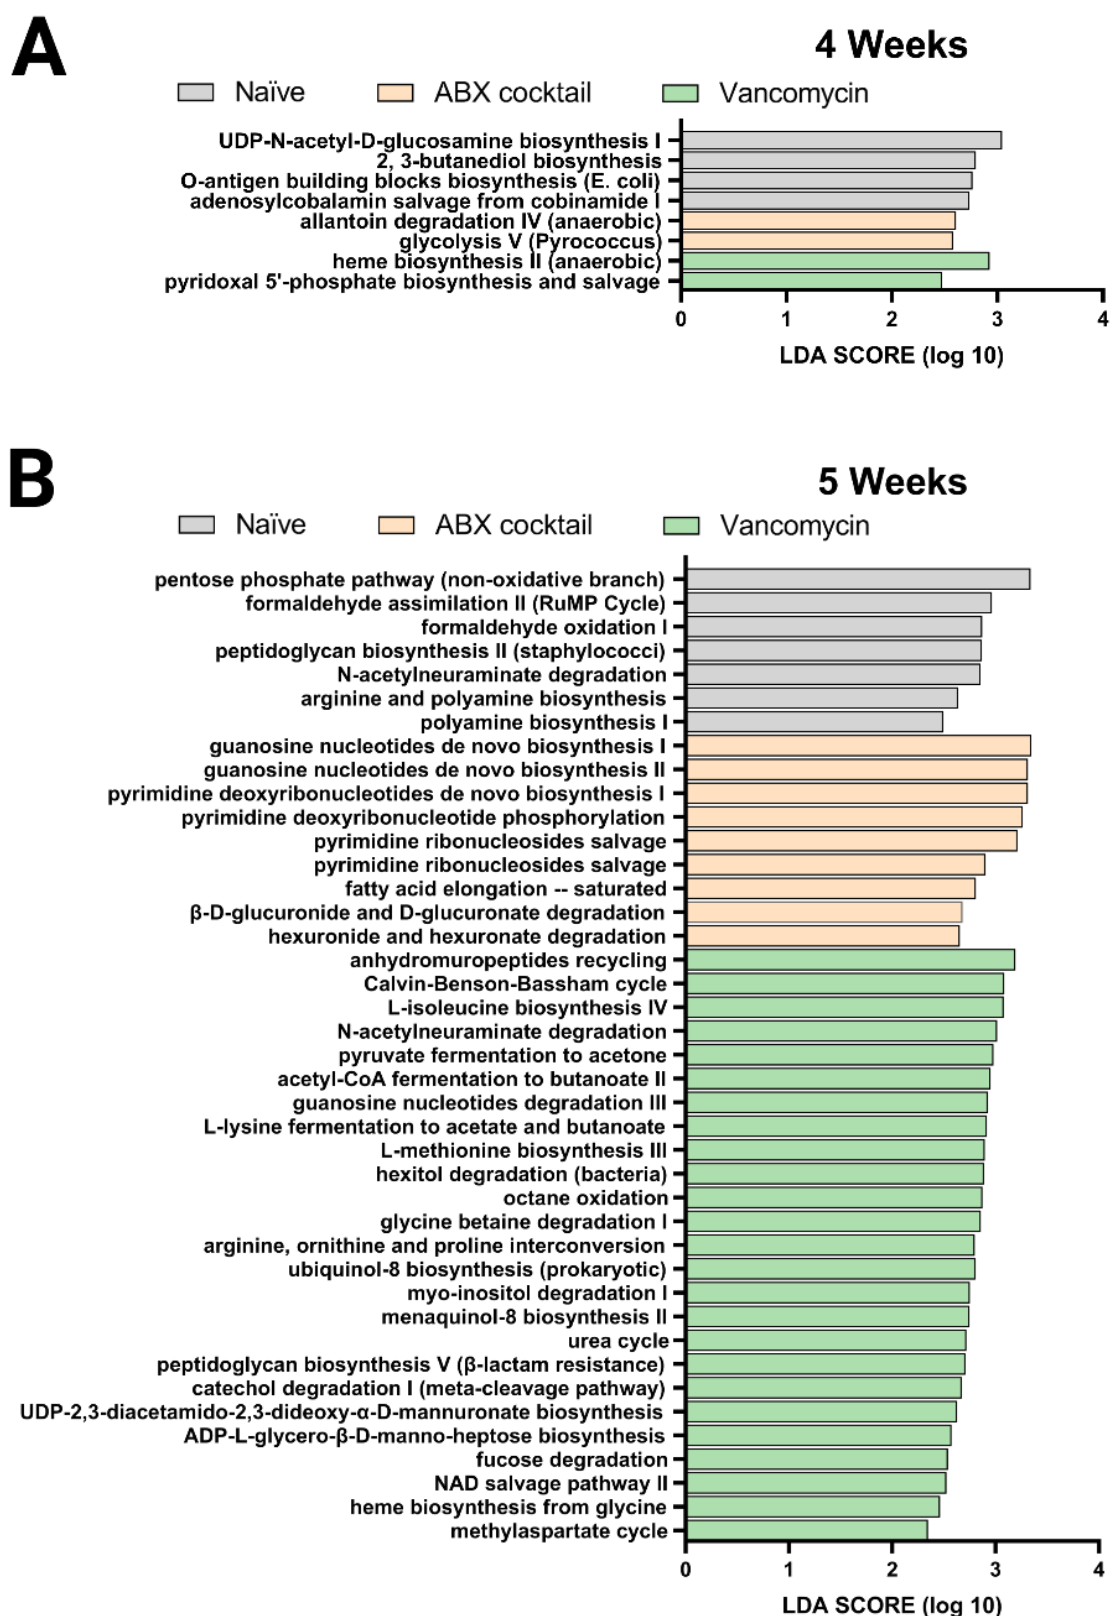 A
4 Weeks
Naïve ABX cocktail Vancomycin
UDP-N-acetyl-D-glucosamine biosynthesis I
2, 3-butanediol biosynthesis
O-antigen building blocks biosynthesis (E. coli)
adenosylcobalamin salvage from cobinamide I
allantoin degradation IV (anaerobic)
glycolysis V (Pyrococcus)
heme biosynthesis II (anaerobic)
pyridoxal 5'-phosphate biosynthesis and salvage
0 1 2 3 4
LDA SCORE (log 10)
B
5 Weeks
Naïve ABX cocktail Vancomycin
pentose phosphate pathway (non-oxidative branch)
formaldehyde assimilation II (RuMP Cycle)
formaldehyde oxidation I
peptidoglycan biosynthesis II (staphylococci)
N-acetylneuraminate degradation
arginine and polyamine biosynthesis
polyamine biosynthesis I
guanosine nucleotides de novo biosynthesis I
guanosine nucleotides de novo biosynthesis II
pyrimidine deoxyribonucleotides de novo biosynthesis I
pyrimidine deoxyribonucleotide phosphorylation
pyrimidine ribonucleosides salvage
pyrimidine ribonucleosides salvage
fatty acid elongation -- saturated
β-D-glucuronide and D-glucuronate degradation
hexuronide and hexuronate degradation
anhydromuropeptides recycling
Calvin-Benson-Bassham cycle
L-isoleucine biosynthesis IV
N-acetylneuraminate degradation
pyruvate fermentation to acetone
acetyl-CoA fermentation to butanoate II
guanosine nucleotides degradation III
L-lysine fermentation to acetate and butanoate
L-methionine biosynthesis III
hexitol degradation (bacteria)
octane oxidation
glycine betaine degradation I
arginine, ornithine and proline interconversion
ubiquinol-8 biosynthesis (prokaryotic)
myo-inositol degradation I
menaquinol-8 biosynthesis II
urea cycle
peptidoglycan biosynthesis V (β-lactam resistance)
catechol degradation I (meta-cleavage pathway)
UDP-2,3-diacetamido-2,3-dideoxy-α-D-mannuronate biosynthesis
ADP-L-glycero-β-D-manno-heptose biosynthesis
fucose degradation
NAD salvage pathway II
heme biosynthesis from glycine
methylaspartate cycle
0 1 2 3 4
LDA SCORE (log 10)